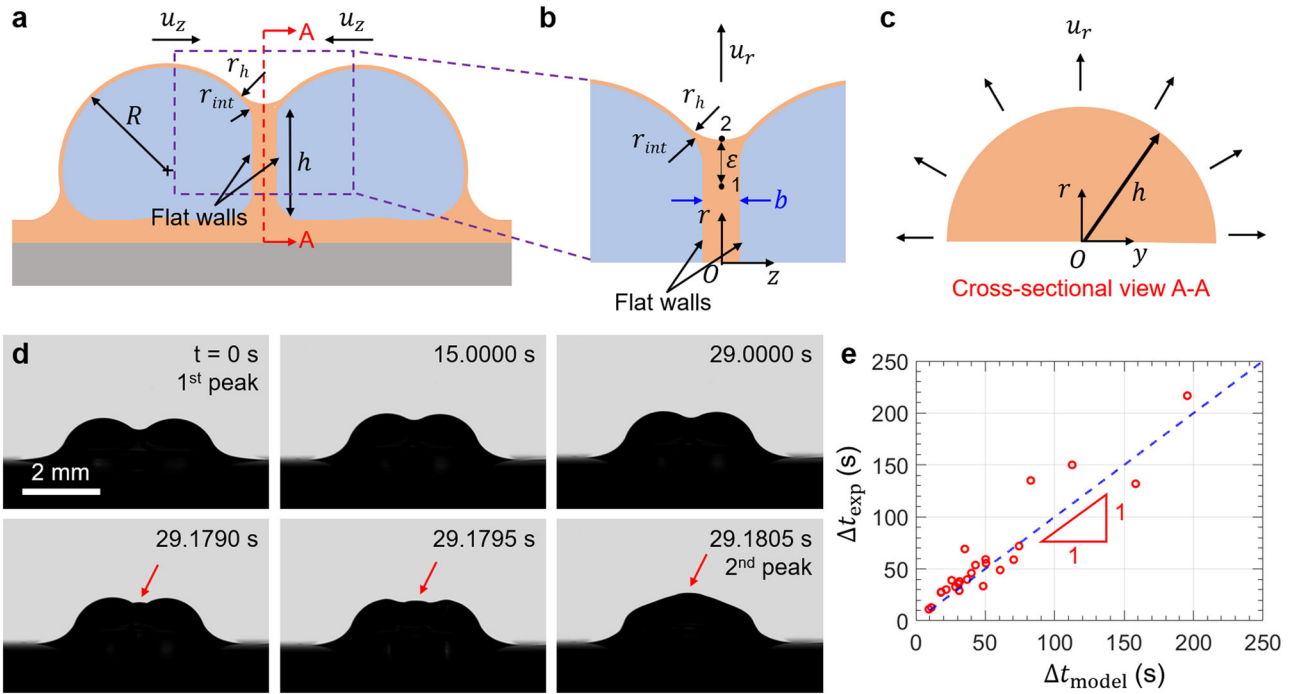 a
u_z
A
u_z
r_h
r_int
R
h
Flat walls
A
b
u_r
r_h
r_int
2
ε
1
b
r
O
z
Flat walls
c
u_r
r
h
O
y
Cross-sectional view A-A
d
t = 0 s
1st peak
2 mm
15.0000 s
29.0000 s
29.1790 s
29.1795 s
29.1805 s
2nd peak
e
250
200
150
100
50
0
Δt_exp (s)
1
1
0
50
100
150
200
250
Δt_model (s)